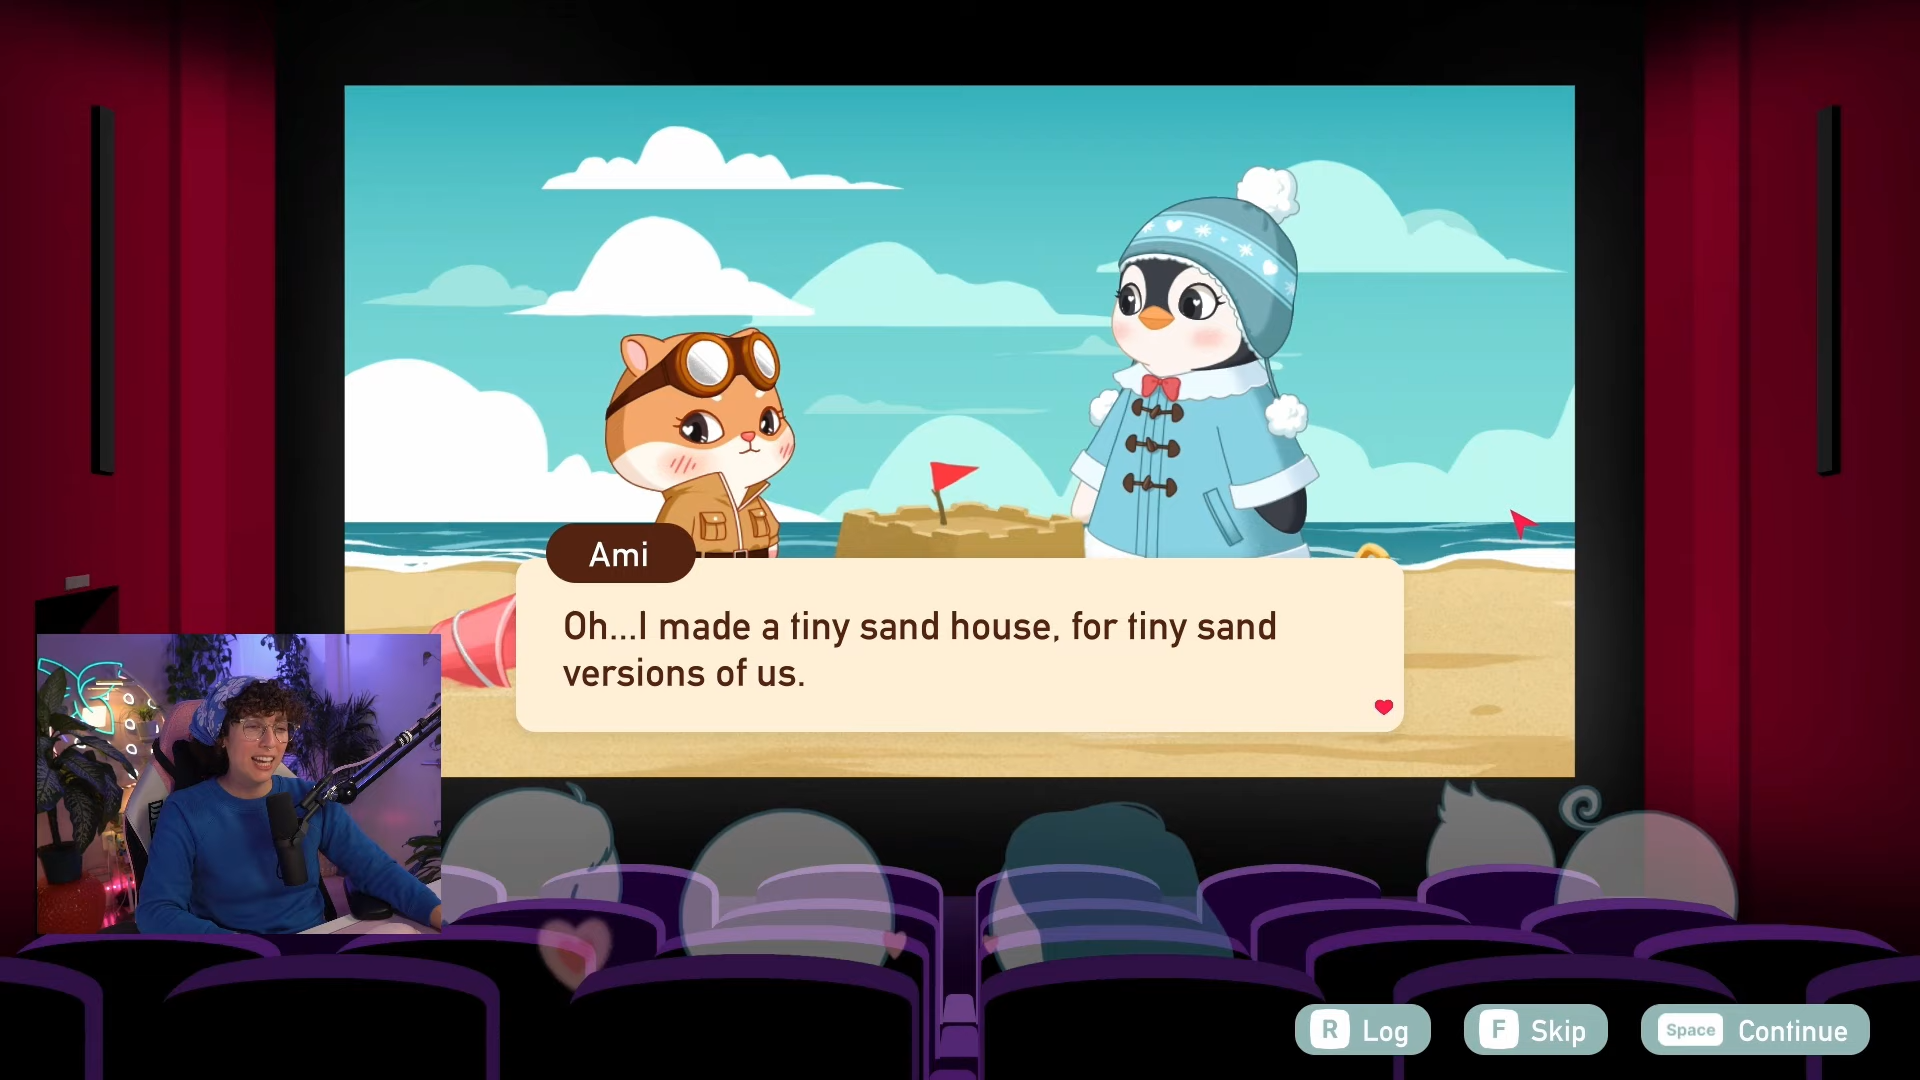 Ami
Oh...I made a tiny sand house, for tiny sand
versions of us.
R Log
F Skip
Space Continue